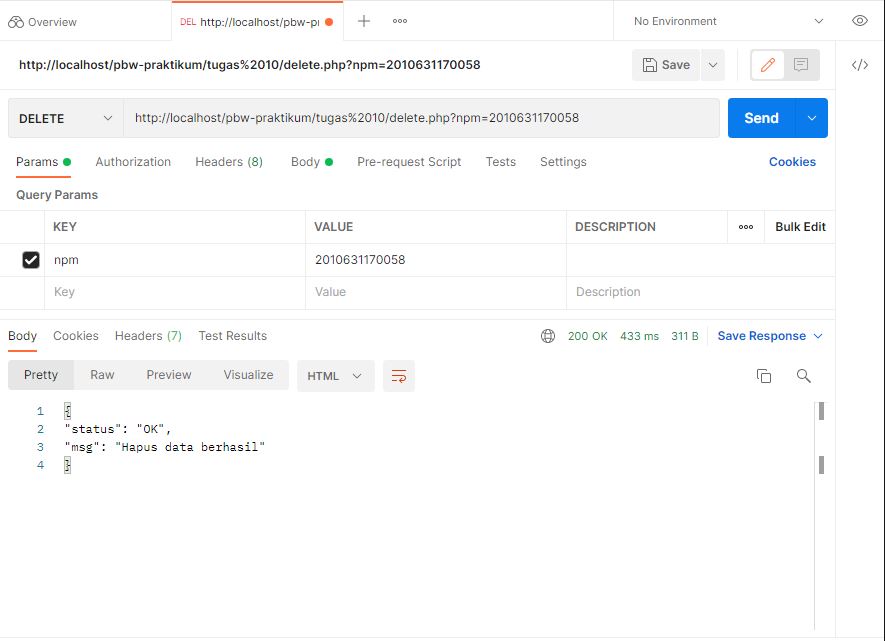 Overview
DEL http://localhost/pbw-pr
No Environment
http://localhost/pbw-praktikum/tugas%2010/delete.php?npm=2010631170058
Save
DELETE
http://localhost/pbw-praktikum/tugas%2010/delete.php?npm=2010631170058
Send
Params
Authorization
Headers (8)
Body
Pre-request Script
Tests
Settings
Cookies
Query Params
KEY
VALUE
DESCRIPTION
Bulk Edit
npm
2010631170058
Key
Value
Description
Body
Cookies
Headers (7)
Test Results
200 OK
433 ms
311 B
Save Response
Pretty
Raw
Preview
Visualize
HTML
1 {
2 "status": "OK",
3 "msg": "Hapus data berhasil"
4 }